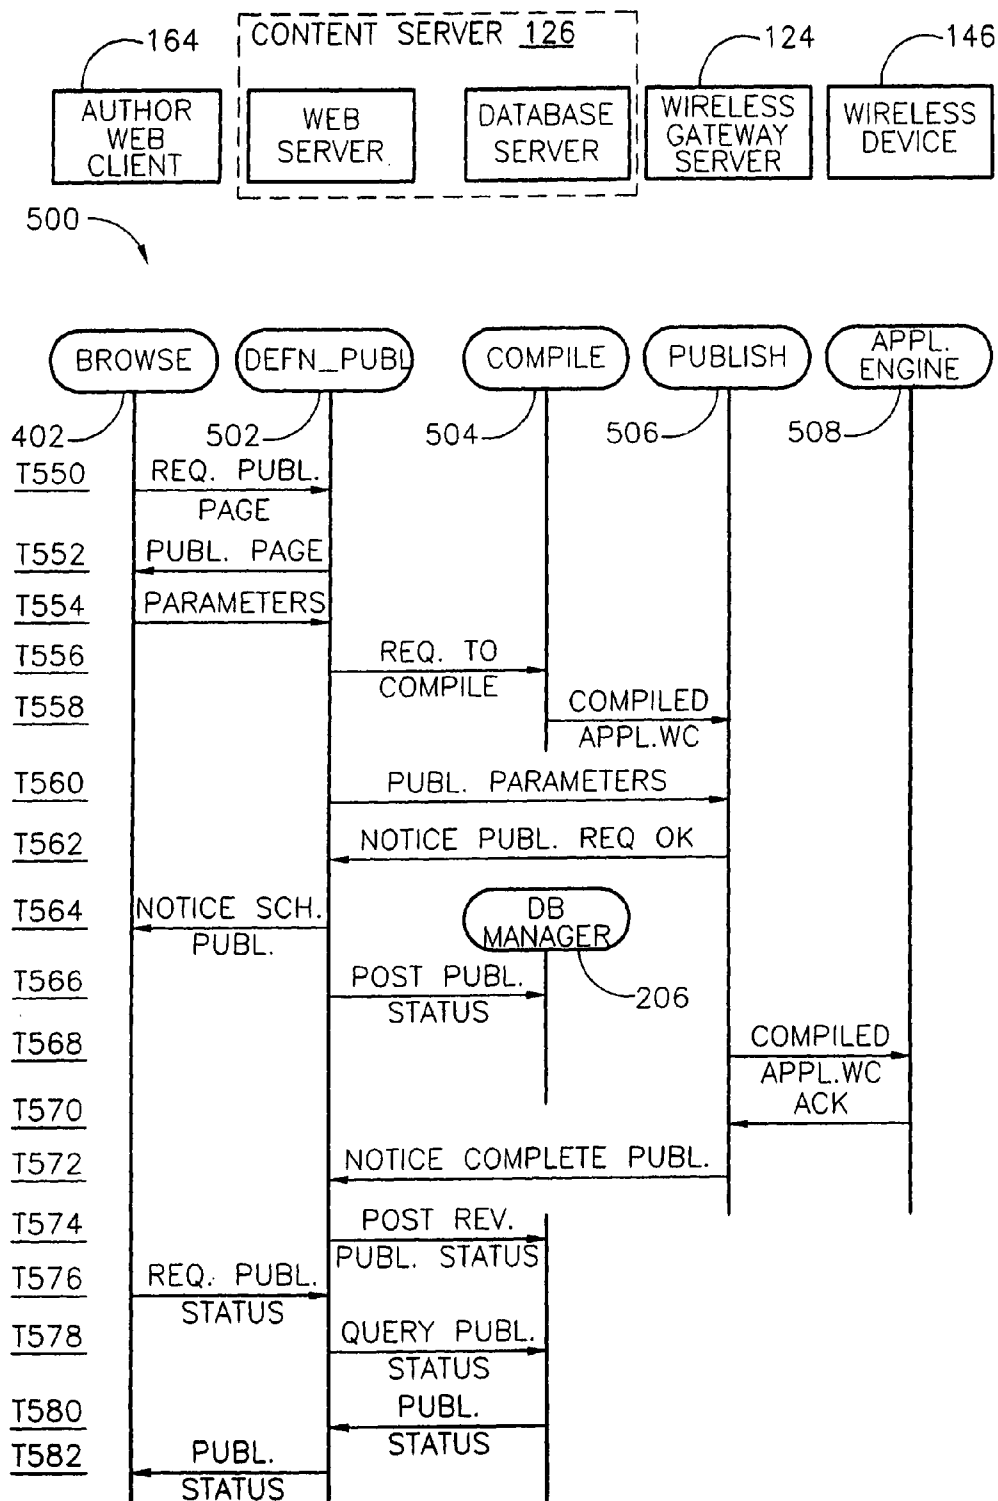 164
CONTENT SERVER 126
124
146
AUTHOR
WEB
CLIENT
WEB
SERVER
DATABASE
SERVER
WIRELESS
GATEWAY
SERVER
WIRELESS
DEVICE
500
BROWSE
DEFN_PUBL
COMPILE
PUBLISH
APPL.
ENGINE
402
502
504
506
508
T550
REQ. PUBL.
PAGE
T552
PUBL. PAGE
T554
PARAMETERS
T556
REQ. TO
COMPILE
T558
COMPILED
APPL.WC
T560
PUBL. PARAMETERS
T562
NOTICE PUBL. REQ OK
T564
NOTICE SCH.
PUBL.
DB
MANAGER
206
T566
POST PUBL.
STATUS
T568
COMPILED
APPL.WC
T570
ACK
T572
NOTICE COMPLETE PUBL.
T574
POST REV.
PUBL. STATUS
T576
REQ. PUBL.
STATUS
T578
QUERY PUBL.
STATUS
T580
PUBL.
STATUS
T582
PUBL.
STATUS